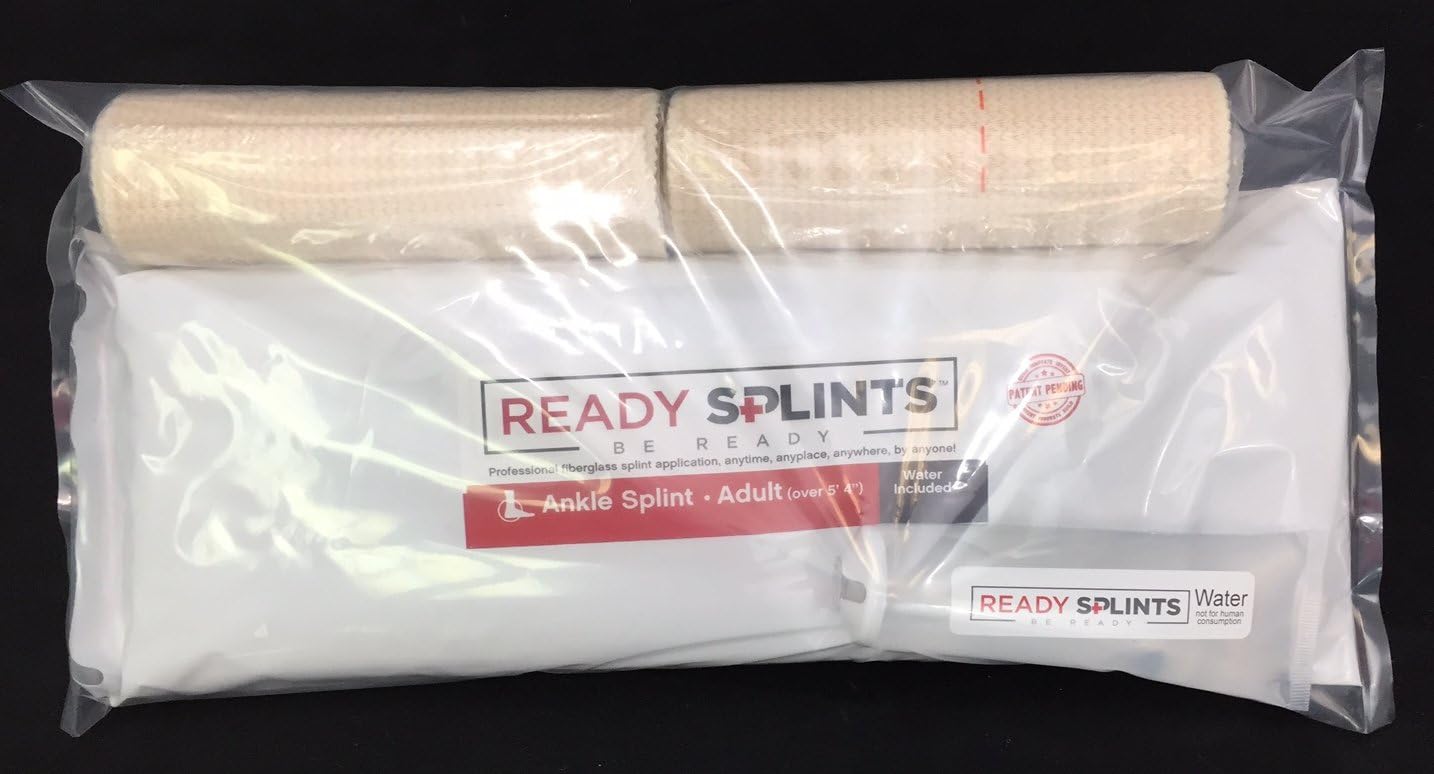 READY SPLINTS™
BE READY
Professional fiberglass splint application, anytime, anyplace, anywhere, by anyone!
Ankle Splint • Adult (over 5' 4")
Water
Included
PATENT PENDING
READY SPLINTS
BE READY
Water
not for human
consumption